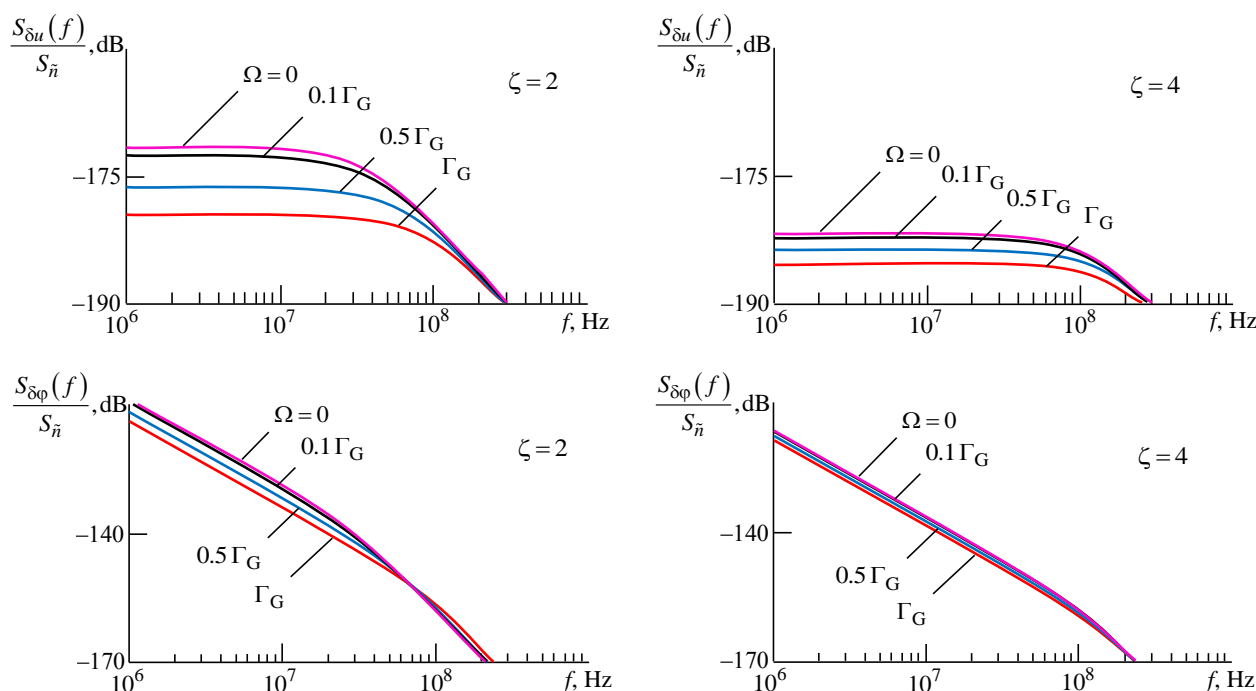 S_δu(f)/S_ñ, dB
Ω = 0
0.1 Γ_G
0.5 Γ_G
Γ_G
ζ = 2
−175
−190
10^6
10^7
10^8
f, Hz
S_δu(f)/S_ñ, dB
Ω = 0
0.1 Γ_G
0.5 Γ_G
Γ_G
ζ = 4
−175
−190
10^6
10^7
10^8
f, Hz
S_δφ(f)/S_ñ, dB
Ω = 0
0.1 Γ_G
ζ = 2
−140
0.5 Γ_G
Γ_G
−170
10^6
10^7
10^8
f, Hz
S_δφ(f)/S_ñ, dB
Ω = 0
0.1 Γ_G
ζ = 4
−140
0.5 Γ_G
Γ_G
−170
10^6
10^7
10^8
f, Hz